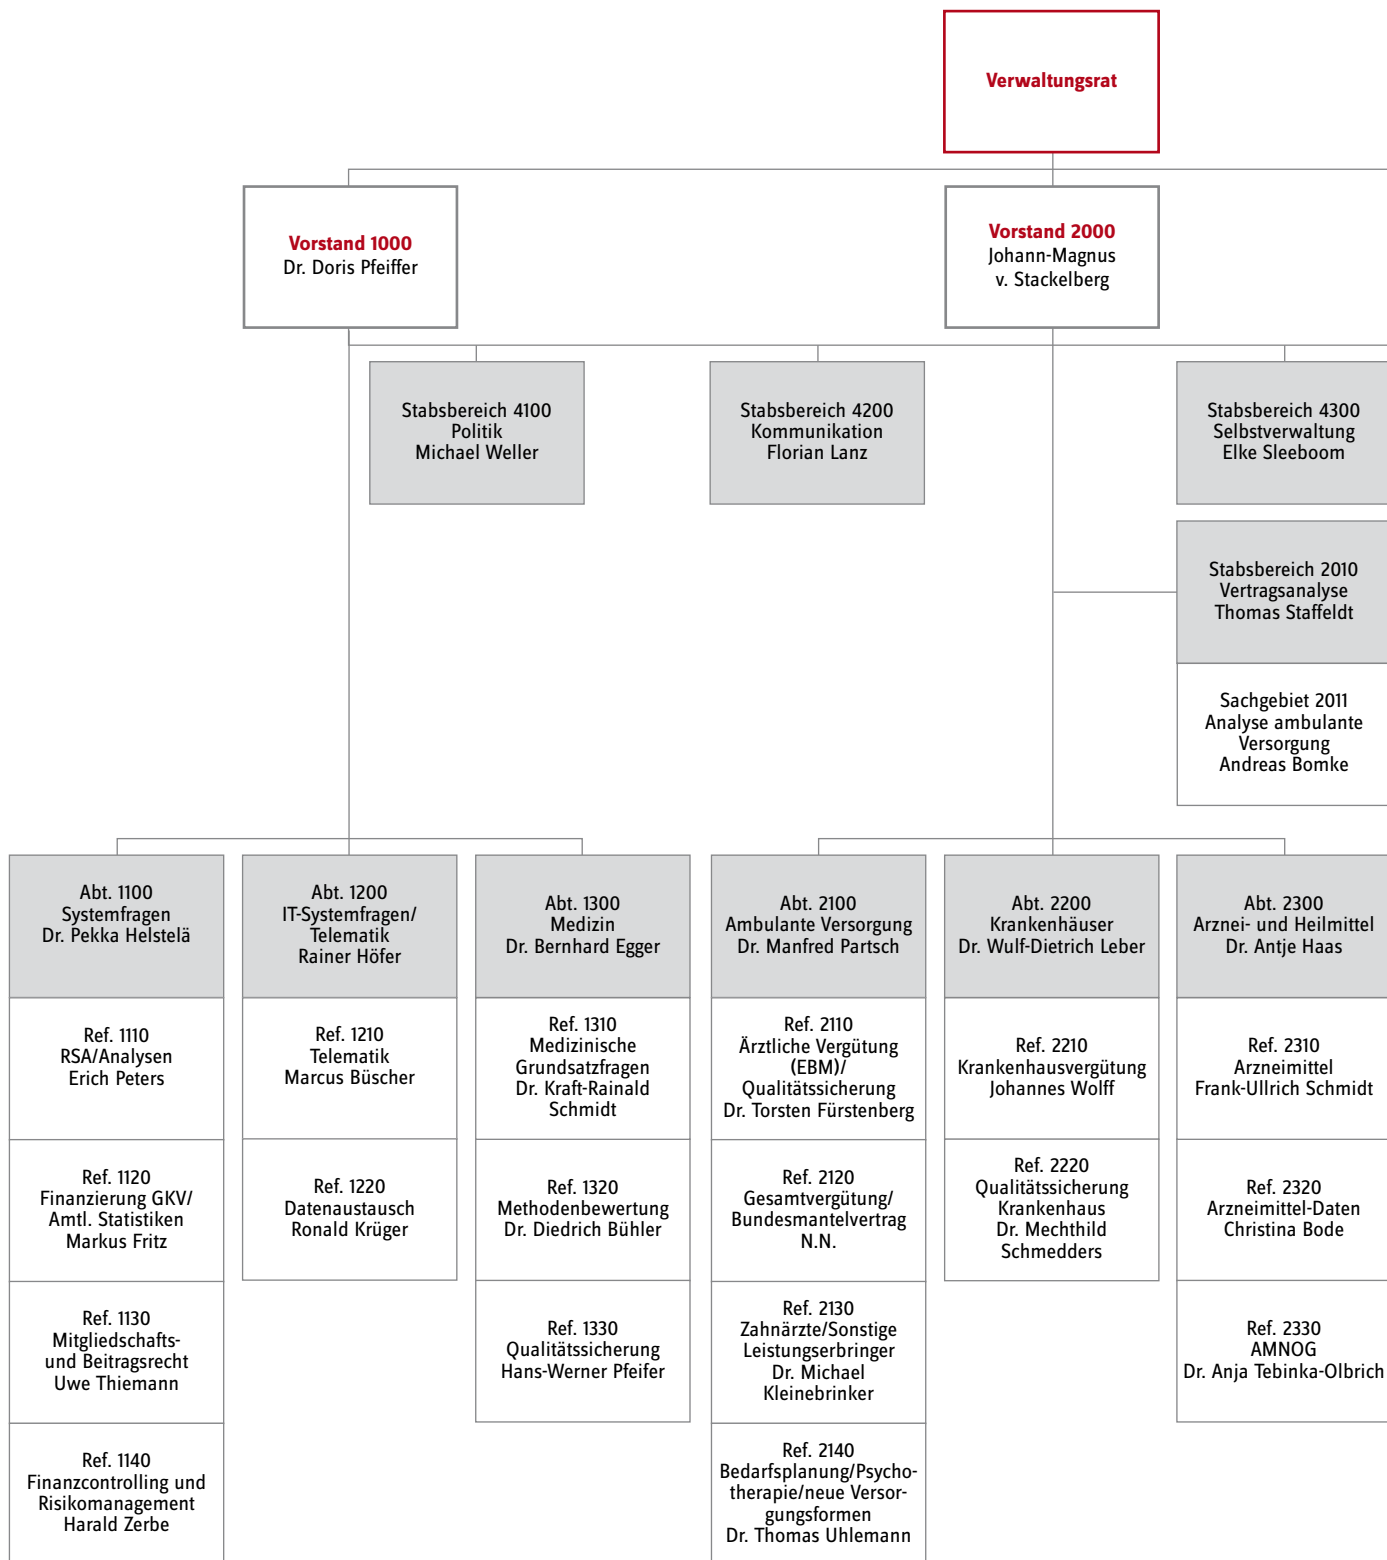 Verwaltungsrat
Vorstand 1000
Dr. Doris Pfeiffer
Vorstand 2000
Johann-Magnus
v. Stackelberg
Stabsbereich 4100
Politik
Michael Weller
Stabsbereich 4200
Kommunikation
Florian Lanz
Stabsbereich 4300
Selbstverwaltung
Elke Sleeboom
Stabsbereich 2010
Vertragsanalyse
Thomas Staffeldt
Sachgebiet 2011
Analyse ambulante
Versorgung
Andreas Bomke
Abt. 1100
Systemfragen
Dr. Pekka Helstelä
Ref. 1110
RSA/Analysen
Erich Peters
Ref. 1120
Finanzierung GKV/
Amtl. Statistiken
Markus Fritz
Ref. 1130
Mitgliedschafts-
und Beitragsrecht
Uwe Thiemann
Ref. 1140
Finanzcontrolling und
Risikomanagement
Harald Zerbe
Abt. 1200
IT-Systemfragen/
Telematik
Rainer Höfer
Ref. 1210
Telematik
Marcus Büscher
Ref. 1220
Datenaustausch
Ronald Krüger
Abt. 1300
Medizin
Dr. Bernhard Egger
Ref. 1310
Medizinische
Grundsatzfragen
Dr. Kraft-Rainald
Schmidt
Ref. 1320
Methodenbewertung
Dr. Diedrich Bühler
Ref. 1330
Qualitätssicherung
Hans-Werner Pfeifer
Abt. 2100
Ambulante Versorgung
Dr. Manfred Partsch
Ref. 2110
Ärztliche Vergütung
(EBM)/
Qualitätssicherung
Dr. Torsten Fürstenberg
Ref. 2120
Gesamtvergütung/
Bundesmantelvertrag
N.N.
Ref. 2130
Zahnärzte/Sonstige
Leistungserbringer
Dr. Michael
Kleinebrinker
Ref. 2140
Bedarfsplanung/Psycho-
therapie/neue Versor-
gungsformen
Dr. Thomas Uhlemann
Abt. 2200
Krankenhäuser
Dr. Wulf-Dietrich Leber
Ref. 2210
Krankenhausvergütung
Johannes Wolff
Ref. 2220
Qualitätssicherung
Krankenhaus
Dr. Mechthild
Schmedders
Abt. 2300
Arznei- und Heilmittel
Dr. Antje Haas
Ref. 2310
Arzneimittel
Frank-Ullrich Schmidt
Ref. 2320
Arzneimittel-Daten
Christina Bode
Ref. 2330
AMNOG
Dr. Anja Tebinka-Olbrich